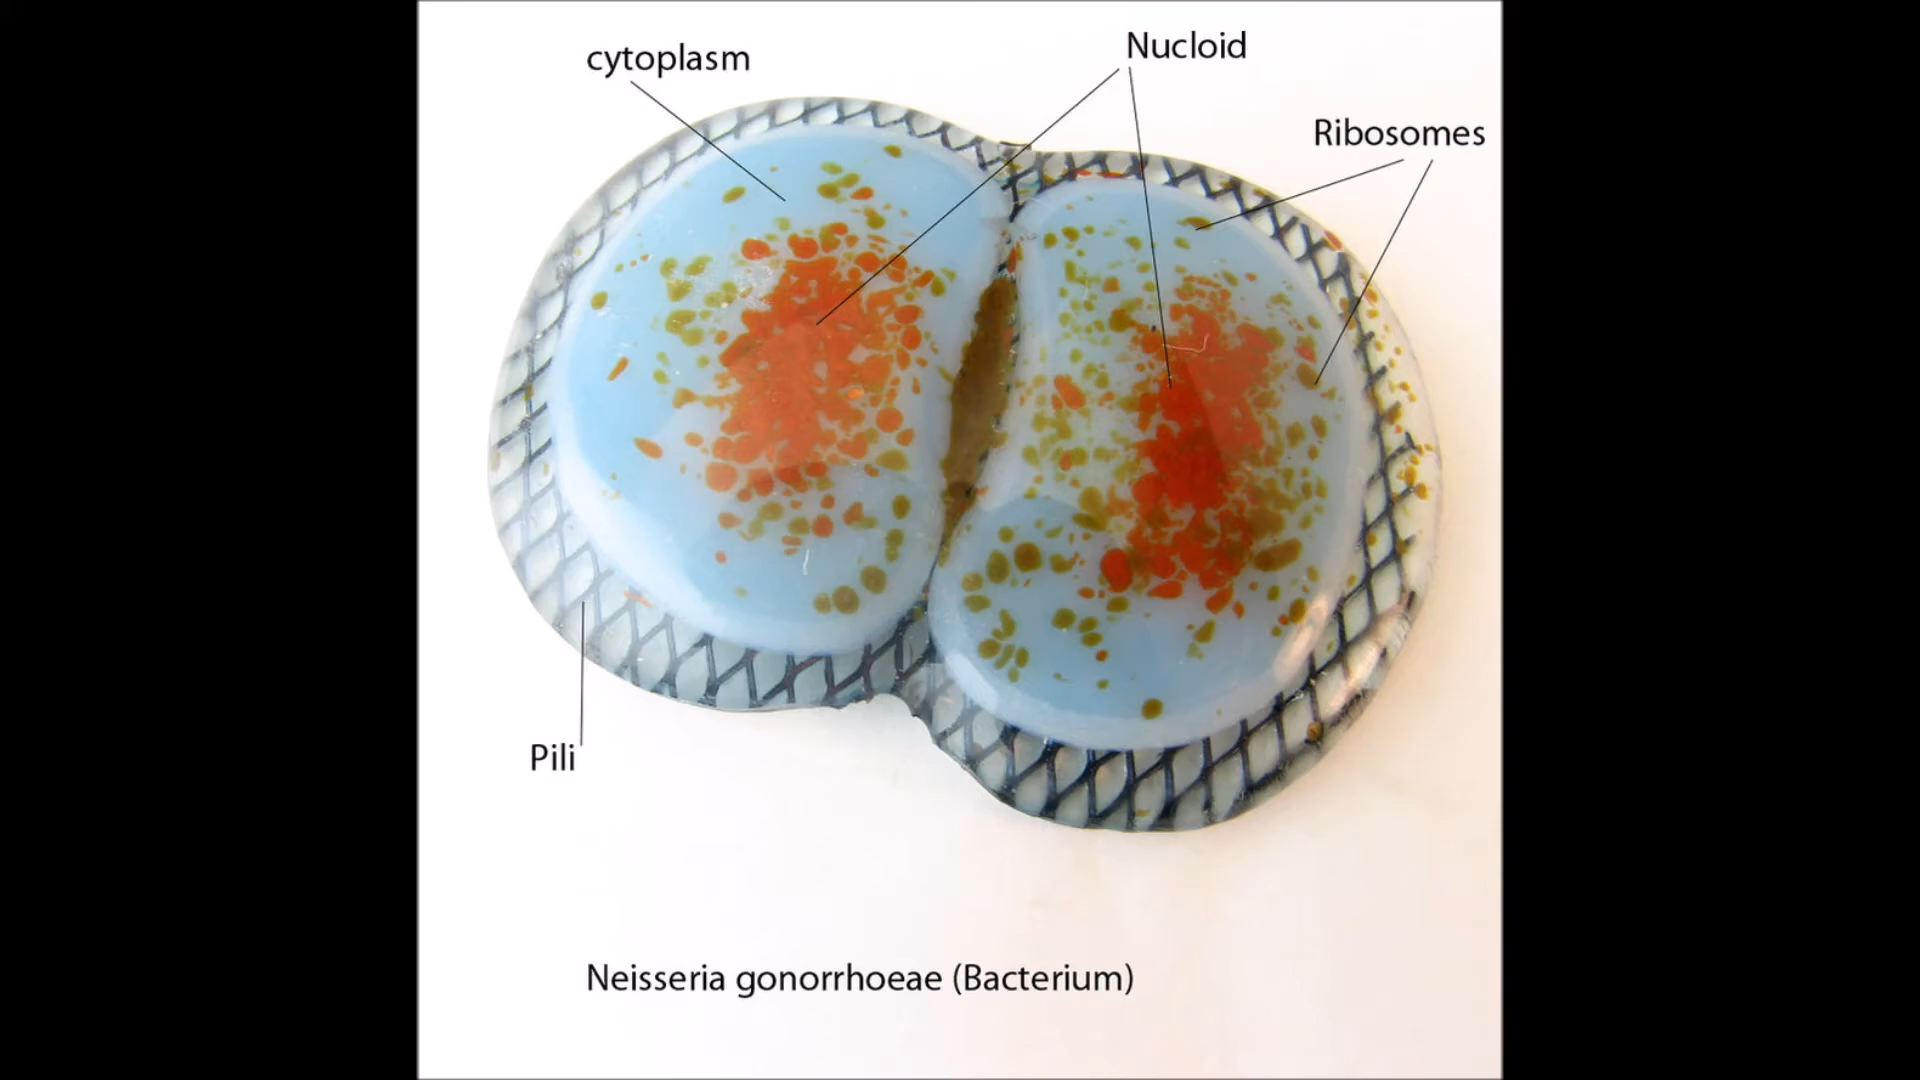 cytoplasm
Nucloid
Ribosomes
Pili
Neisseria gonorrhoeae (Bacterium)